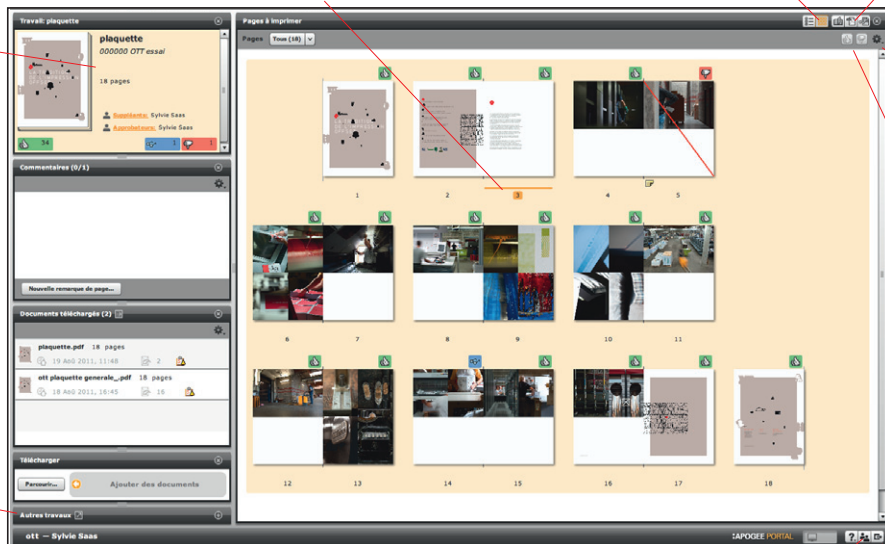 Travail: plaquette
plaquette
000000 OTT essai
18 pages
Suppléants: Sylvie Saas
Approbateurs: Sylvie Saas
34
1
1
Commentaires (0/1)
Nouvelle remarque de page...
Documents téléchargés (2)
plaquette.pdf 18 pages
19 Aoû 2011, 11:48 2
ott plaquette generale_.pdf 18 pages
18 Aoû 2011, 16:45 16
Télécharger
Parcourir... Ajouter des documents
Autres travaux
ott — Sylvie Saas
Pages à imprimer
Pages Tous (18)
1 2 3 4 5
6 7 8 9 10 11
12 13 14 15 16 17 18
:APOGEE PORTAL
?